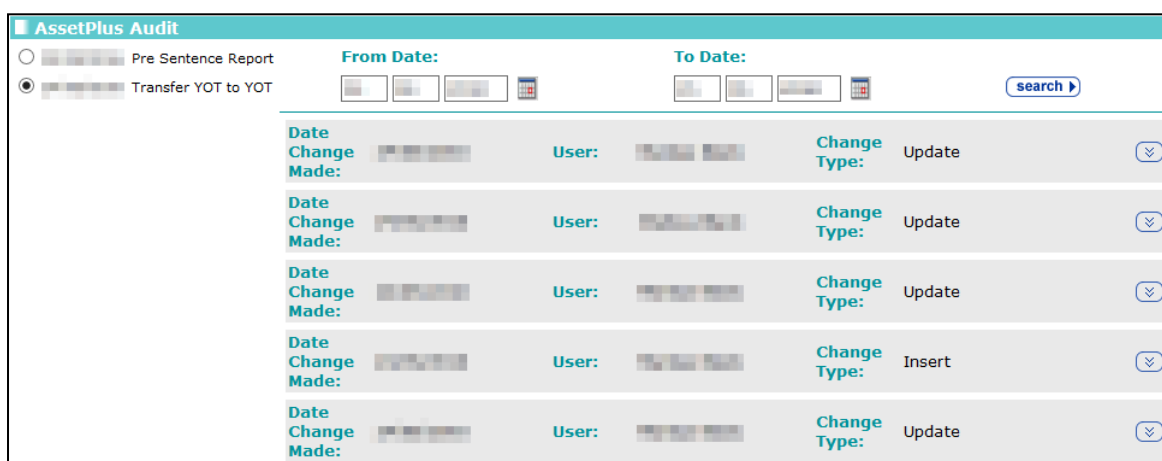 AssetPlus Audit
Pre Sentence Report
Transfer YOT to YOT
From Date:
To Date:
search
Date
Change
Made:
User:
Change
Type:
Update
Date
Change
Made:
User:
Change
Type:
Update
Date
Change
Made:
User:
Change
Type:
Update
Date
Change
Made:
User:
Change
Type:
Insert
Date
Change
Made:
User:
Change
Type:
Update